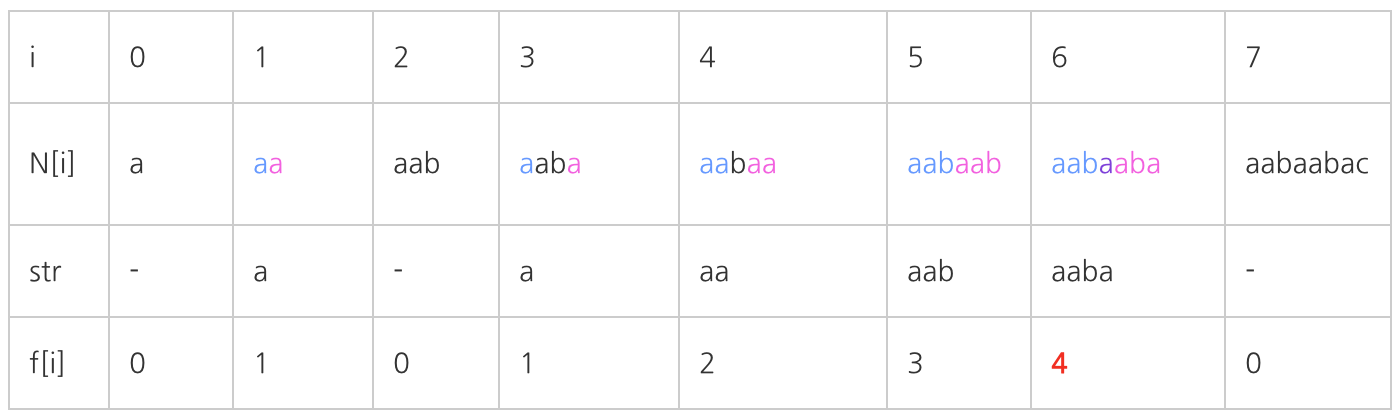 i 0 1 2 3 4 5 6 7
N[i] a aa aab aaba aabaa aabaab aabaaba aabaabac
str - a - a aa aab aaba -
f[i] 0 1 0 1 2 3 4 0